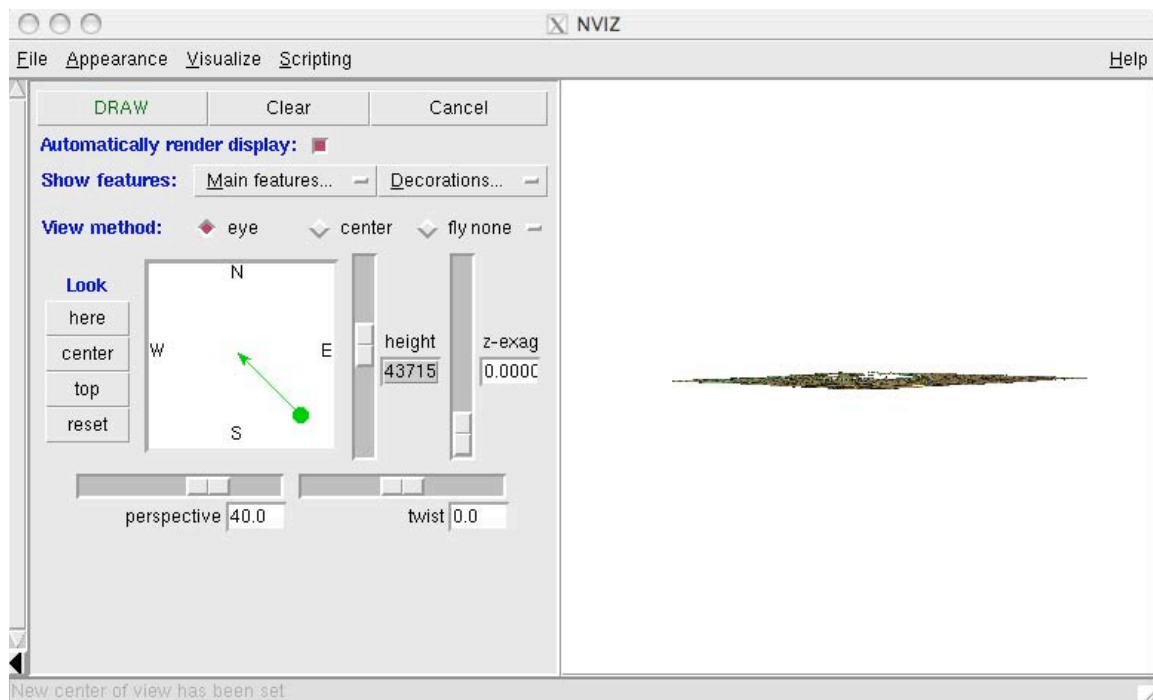 NVIZ
File Appearance Visualize Scripting Help
DRAW Clear Cancel
Automatically render display:
Show features: Main features... Decorations...
View method: eye center fly none
Look
here
center
top
reset
N
W E
S
height
43715
z-exag
0.0000
perspective 40.0
twist 0.0
New center of view has been set